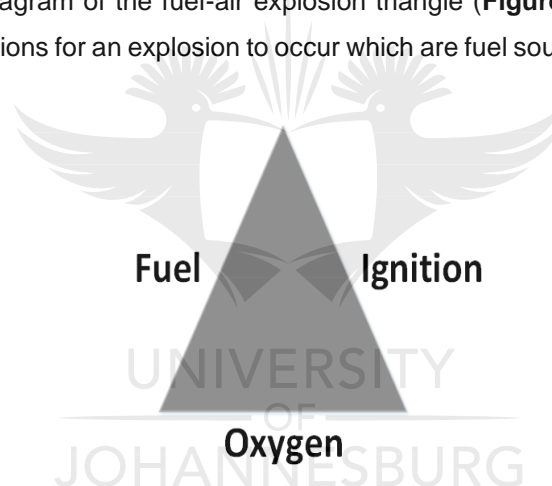 agram of the fuel-air explosion triangle (Figure
ions for an explosion to occur which are fuel sou
Fuel
Ignition
UNIVERSITY
OF
Oxygen
JOHANNESBURG